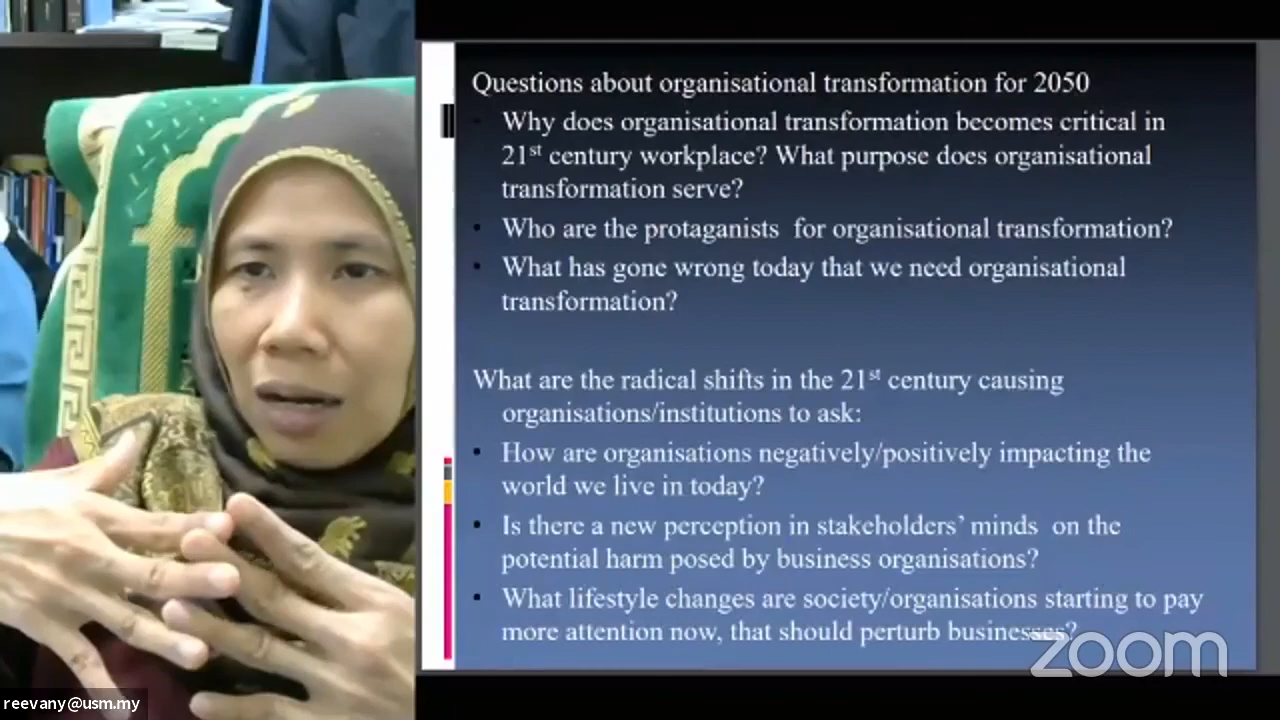 Questions about organisational transformation for 2050
Why does organisational transformation becomes critical in
21st century workplace? What purpose does organisational
transformation serve?
• Who are the protaganists for organisational transformation?
• What has gone wrong today that we need organisational
transformation?
What are the radical shifts in the 21st century causing
organisations/institutions to ask:
• How are organisations negatively/positively impacting the
world we live in today?
• Is there a new perception in stakeholders' minds on the
potential harm posed by business organisations?
• What lifestyle changes are society/organisations starting to pay
more attention now, that should perturb businesses?
zoom
reevany@usm.my